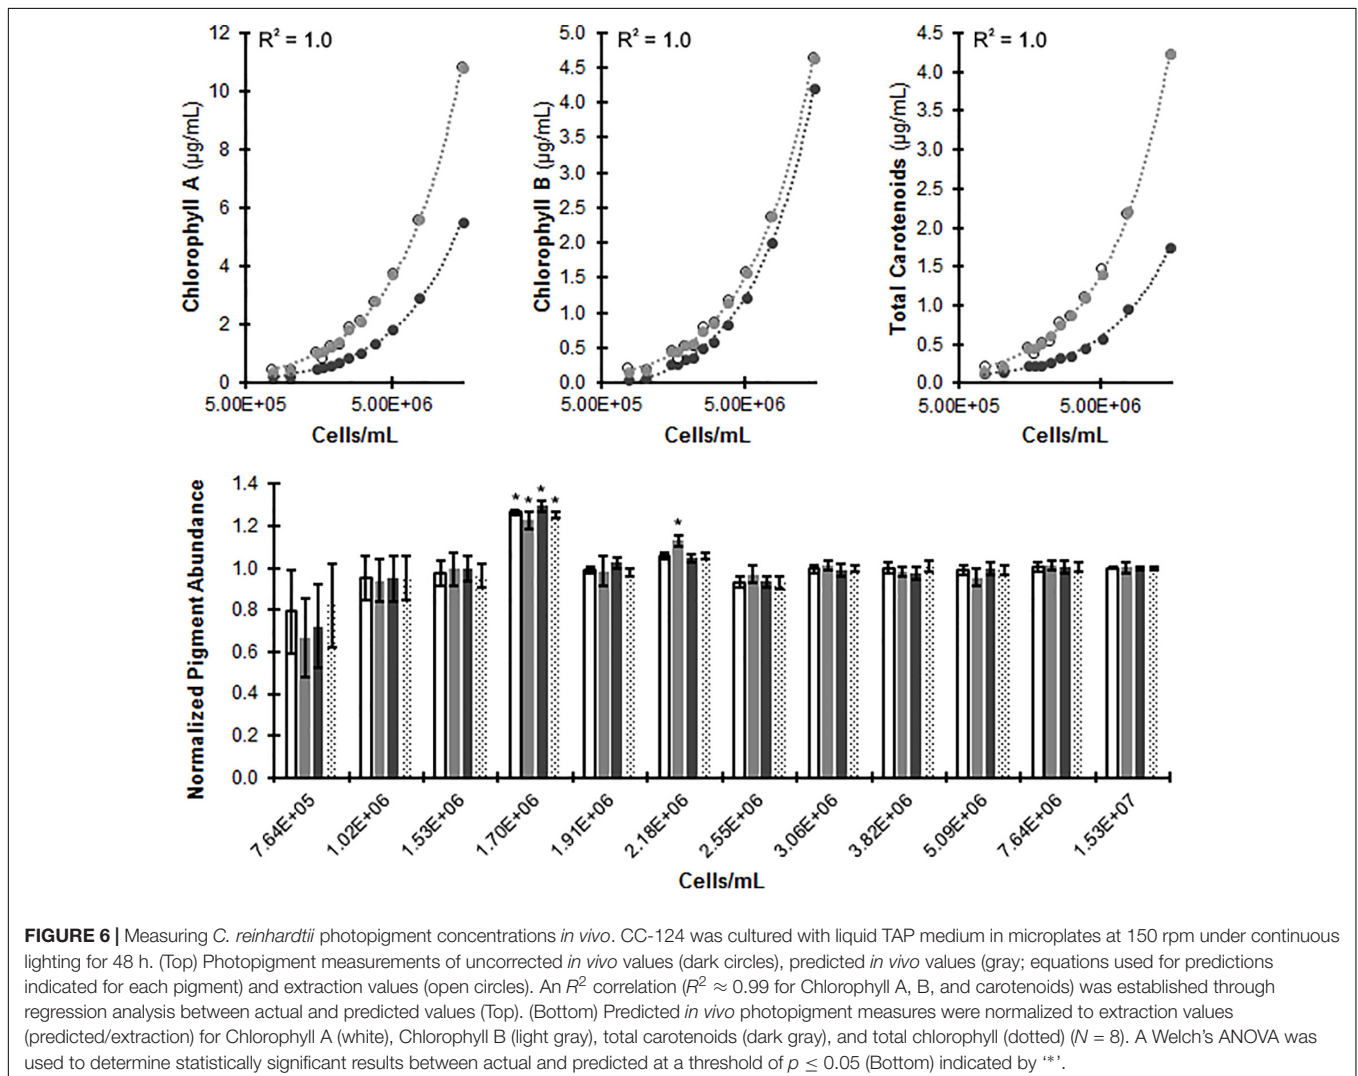 R² = 1.0
12
10
8
6
4
2
0
Chlorophyll A (µg/mL)
5.00E+05
5.00E+06
Cells/mL
R² = 1.0
5.0
4.5
4.0
3.5
3.0
2.5
2.0
1.5
1.0
0.5
0.0
Chlorophyll B (µg/mL)
5.00E+05
5.00E+06
Cells/mL
R² = 1.0
4.5
4.0
3.5
3.0
2.5
2.0
1.5
1.0
0.5
0.0
Total Carotenoids (µg/mL)
5.00E+05
5.00E+06
Cells/mL
Normalized Pigment Abundance
1.4
1.2
1.0
0.8
0.6
0.4
0.2
0.0
* * * *
*
7.64E+05
1.02E+06
1.53E+06
1.70E+06
1.91E+06
2.18E+06
2.55E+06
3.06E+06
3.82E+06
5.09E+06
7.64E+06
1.53E+07
Cells/mL
FIGURE 6 | Measuring C. reinhardtii photopigment concentrations in vivo. CC-124 was cultured with liquid TAP medium in microplates at 150 rpm under continuous
lighting for 48 h. (Top) Photopigment measurements of uncorrected in vivo values (dark circles), predicted in vivo values (gray; equations used for predictions
indicated for each pigment) and extraction values (open circles). An R² correlation (R² ≈ 0.99 for Chlorophyll A, B, and carotenoids) was established through
regression analysis between actual and predicted values (Top). (Bottom) Predicted in vivo photopigment measures were normalized to extraction values
(predicted/extraction) for Chlorophyll A (white), Chlorophyll B (light gray), total carotenoids (dark gray), and total chlorophyll (dotted) (N = 8). A Welch's ANOVA was
used to determine statistically significant results between actual and predicted at a threshold of p ≤ 0.05 (Bottom) indicated by '*'.